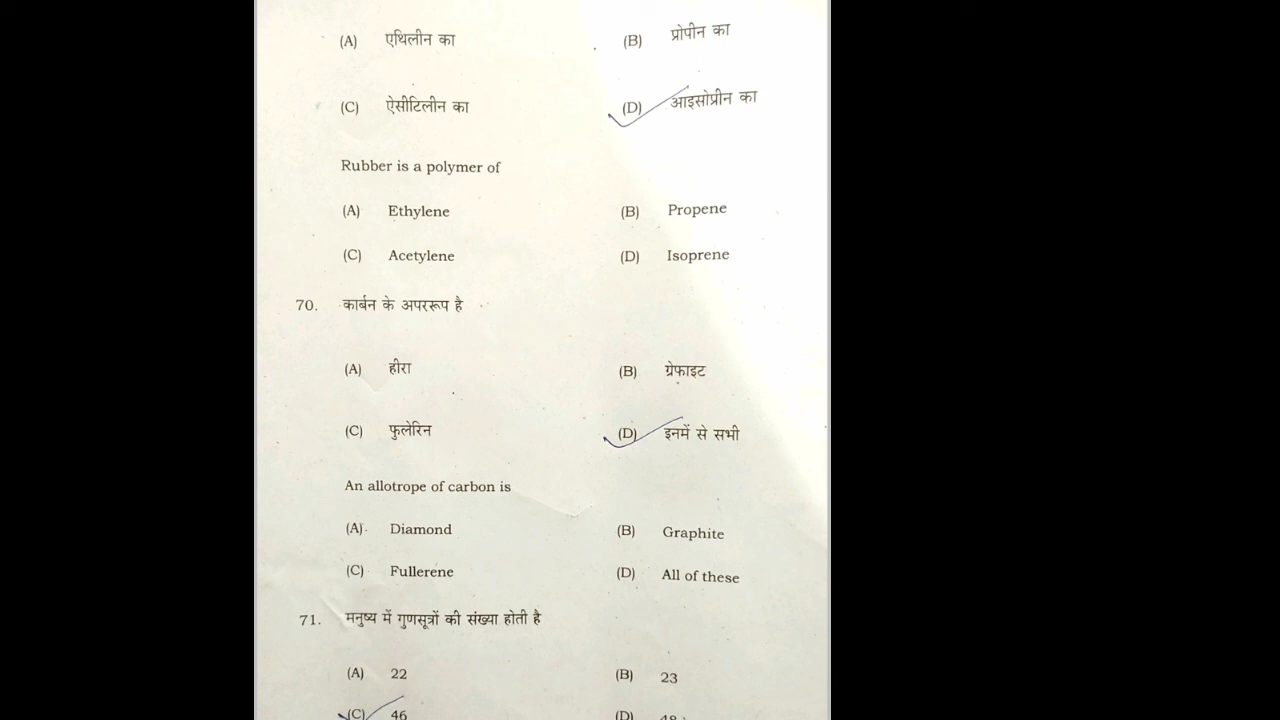 (A) एथिलीन का (B) प्रोपीन का
(C) ऐसीटिलीन का (D) आइसोप्रीन का
Rubber is a polymer of
(A) Ethylene (B) Propene
(C) Acetylene (D) Isoprene
70. कार्बन के अपररूप है
(A) हीरा (B) ग्रेफाइट
(C) फुलेरिन (D) इनमें से सभी
An allotrope of carbon is
(A) Diamond (B) Graphite
(C) Fullerene (D) All of these
71. मनुष्य में गुणसूत्रों की संख्या होती है
(A) 22 (B) 23
(C) 46 (D)